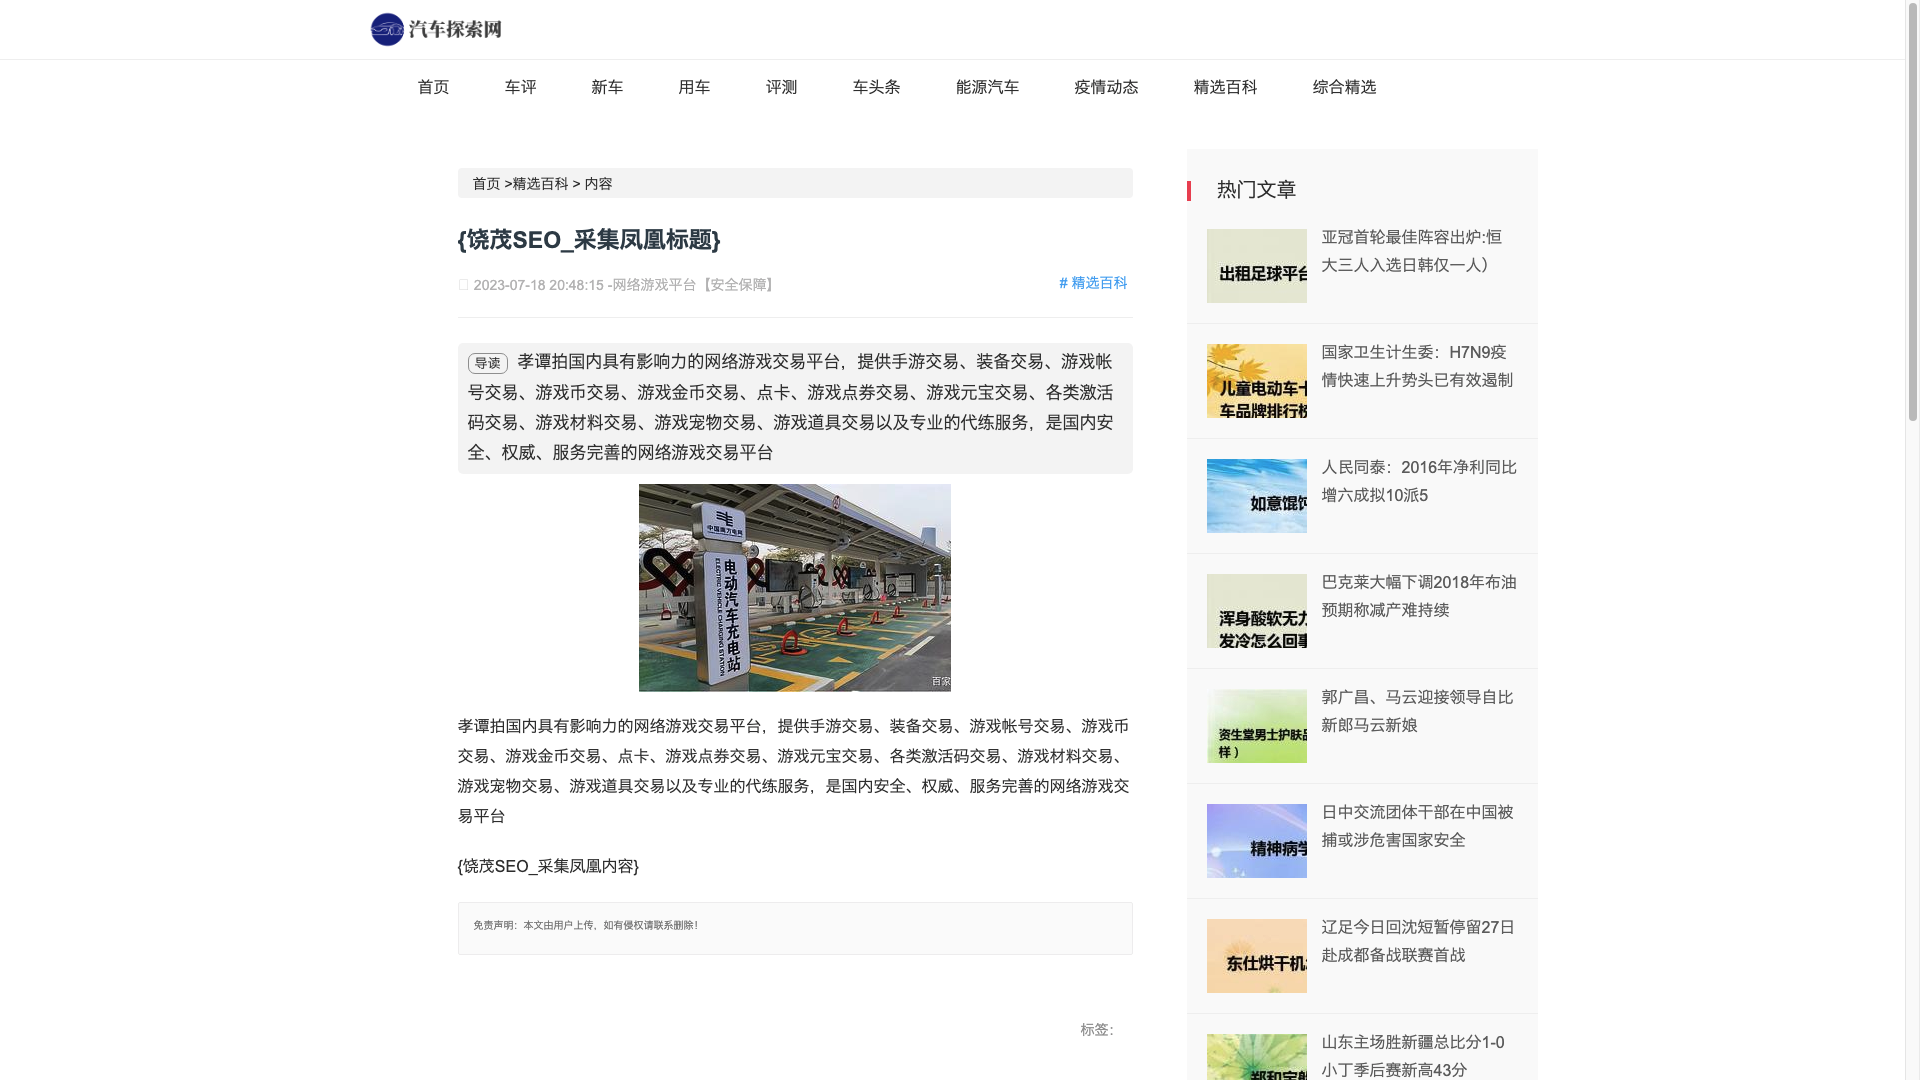 汽车探索网
首页 车评 新车 用车 评测 车头条 能源汽车 疫情动态 精选百科 综合精选
首页 >精选百科 > 内容
{饶茂SEO_采集凤凰标题}
2023-07-18 20:48:15 -网络游戏平台【安全保障】
# 精选百科
导读 孝谭拍国内具有影响力的网络游戏交易平台，提供手游交易、装备交易、游戏帐
号交易、游戏币交易、游戏金币交易、点卡、游戏点券交易、游戏元宝交易、各类激活
码交易、游戏材料交易、游戏宠物交易、游戏道具交易以及专业的代练服务，是国内安
全、权威、服务完善的网络游戏交易平台
中国南方电网
电动汽车充电站
ELECTRIC VEHICLE CHARGING STATION
百家
孝谭拍国内具有影响力的网络游戏交易平台，提供手游交易、装备交易、游戏帐号交易、游戏币
交易、游戏金币交易、点卡、游戏点券交易、游戏元宝交易、各类激活码交易、游戏材料交易、
游戏宠物交易、游戏道具交易以及专业的代练服务，是国内安全、权威、服务完善的网络游戏交
易平台
{饶茂SEO_采集凤凰内容}
免责声明：本文由用户上传，如有侵权请联系删除！
标签：
热门文章
出租足球平台
亚冠首轮最佳阵容出炉:恒
大三人入选日韩仅一人）
儿童电动车十
车品牌排行榜
国家卫生计生委：H7N9疫
情快速上升势头已有效遏制
如意馄饨
人民同泰：2016年净利同比
增六成拟10派5
浑身酸软无力
发冷怎么回事
巴克莱大幅下调2018年布油
预期称减产难持续
资生堂男士护肤品
样）
郭广昌、马云迎接领导自比
新郎马云新娘
精神病学
日中交流团体干部在中国被
捕或涉危害国家安全
东仕烘干机
辽足今日回沈短暂停留27日
赴成都备战联赛首战
郑和宝船
山东主场胜新疆总比分1-0
小丁季后赛新高43分